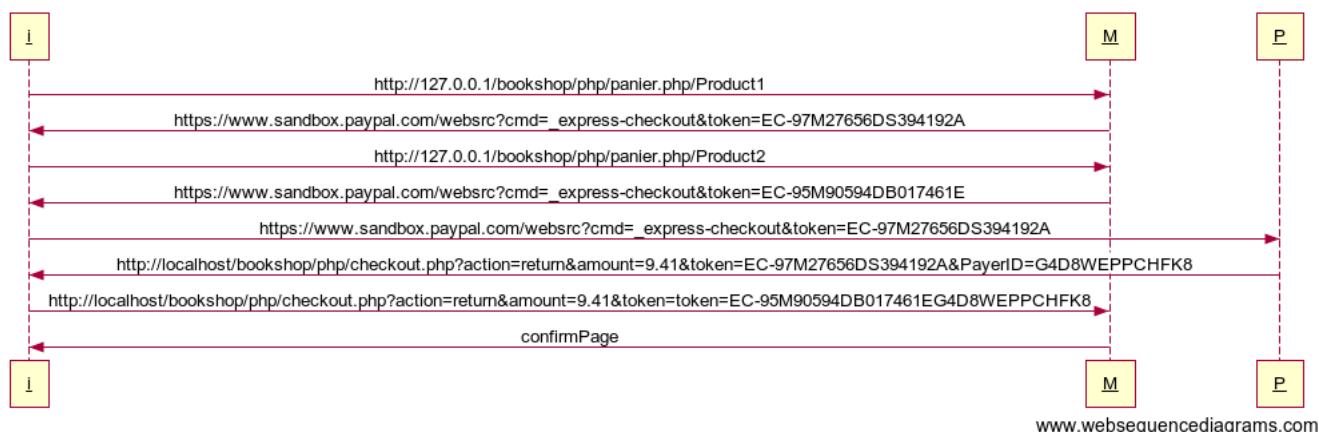 i M P
http://127.0.0.1/bookshop/php/panier.php/Product1
https://www.sandbox.paypal.com/websrc?cmd=_express-checkout&token=EC-97M27656DS394192A
http://127.0.0.1/bookshop/php/panier.php/Product2
https://www.sandbox.paypal.com/websrc?cmd=_express-checkout&token=EC-95M90594DB017461E
https://www.sandbox.paypal.com/websrc?cmd=_express-checkout&token=EC-97M27656DS394192A
http://localhost/bookshop/php/checkout.php?action=return&amount=9.41&token=EC-97M27656DS394192A&PayerID=G4D8WEPPCHFK8
http://localhost/bookshop/php/checkout.php?action=return&amount=9.41&token=token=EC-95M90594DB017461EG4D8WEPPCHFK8
confirmPage
i M P
www.websequencediagrams.com